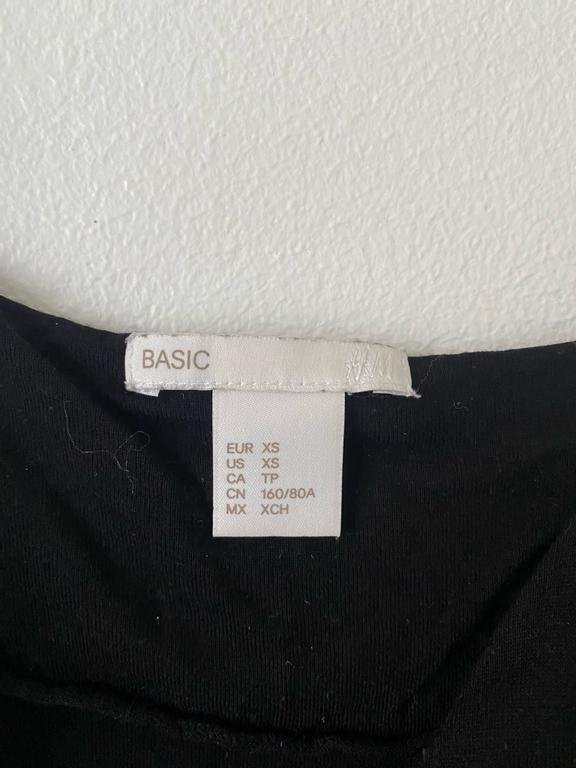 BASIC H&M
EUR XS
US XS
CA TP
CN 160/80A
MX XCH